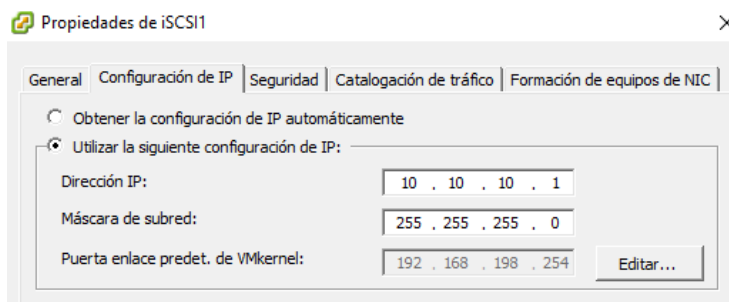 Propiedades de iSCSI1
General Configuración de IP Seguridad Catalogación de tráfico Formación de equipos de NIC
Obtener la configuración de IP automáticamente
Utilizar la siguiente configuración de IP:
Dirección IP: 10 . 10 . 10 . 1
Máscara de subred: 255 . 255 . 255 . 0
Puerta enlace predet. de VMkernel: 192 . 168 . 198 . 254 Editar...